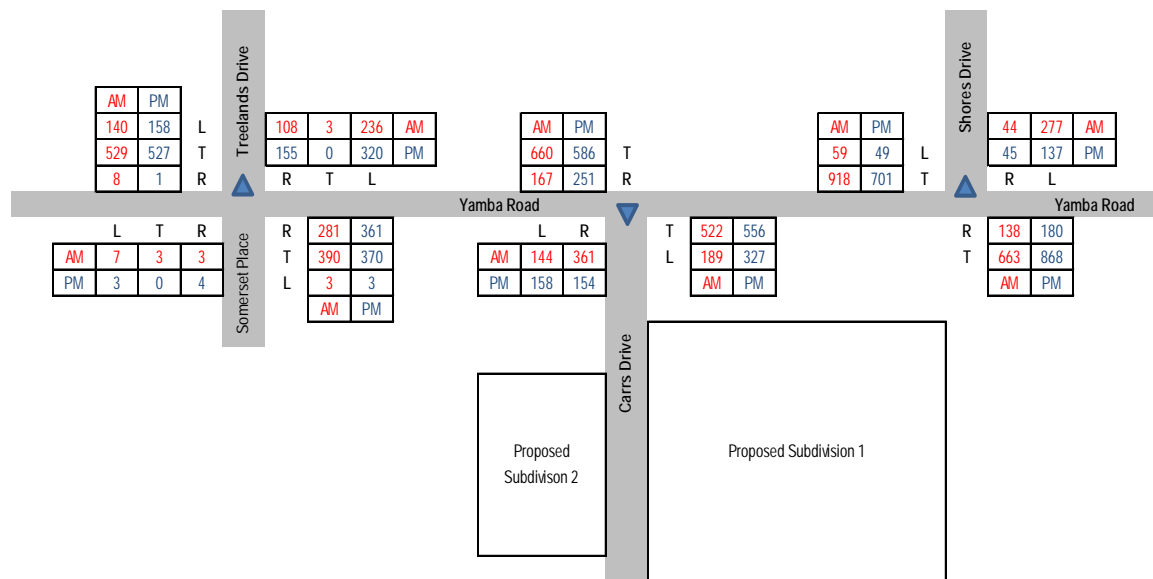 Treelands Drive
AM PM
140 158 L
529 527 T
8 1 R
108 3 236 AM
155 0 320 PM
R T L
AM PM
660 586 T
167 251 R
AM PM
59 49 L
918 701 T
Shores Drive
44 277 AM
45 137 PM
R L
Yamba Road
Yamba Road
L T R
AM 7 3 3
PM 3 0 4
Somerset Place
R 281 361
T 390 370
L 3 3
AM PM
L R
AM 144 361
PM 158 154
T 522 556
L 189 327
AM PM
R 138 180
T 663 868
AM PM
Carrs Drive
Proposed
Subdivison 2
Proposed Subdivision 1